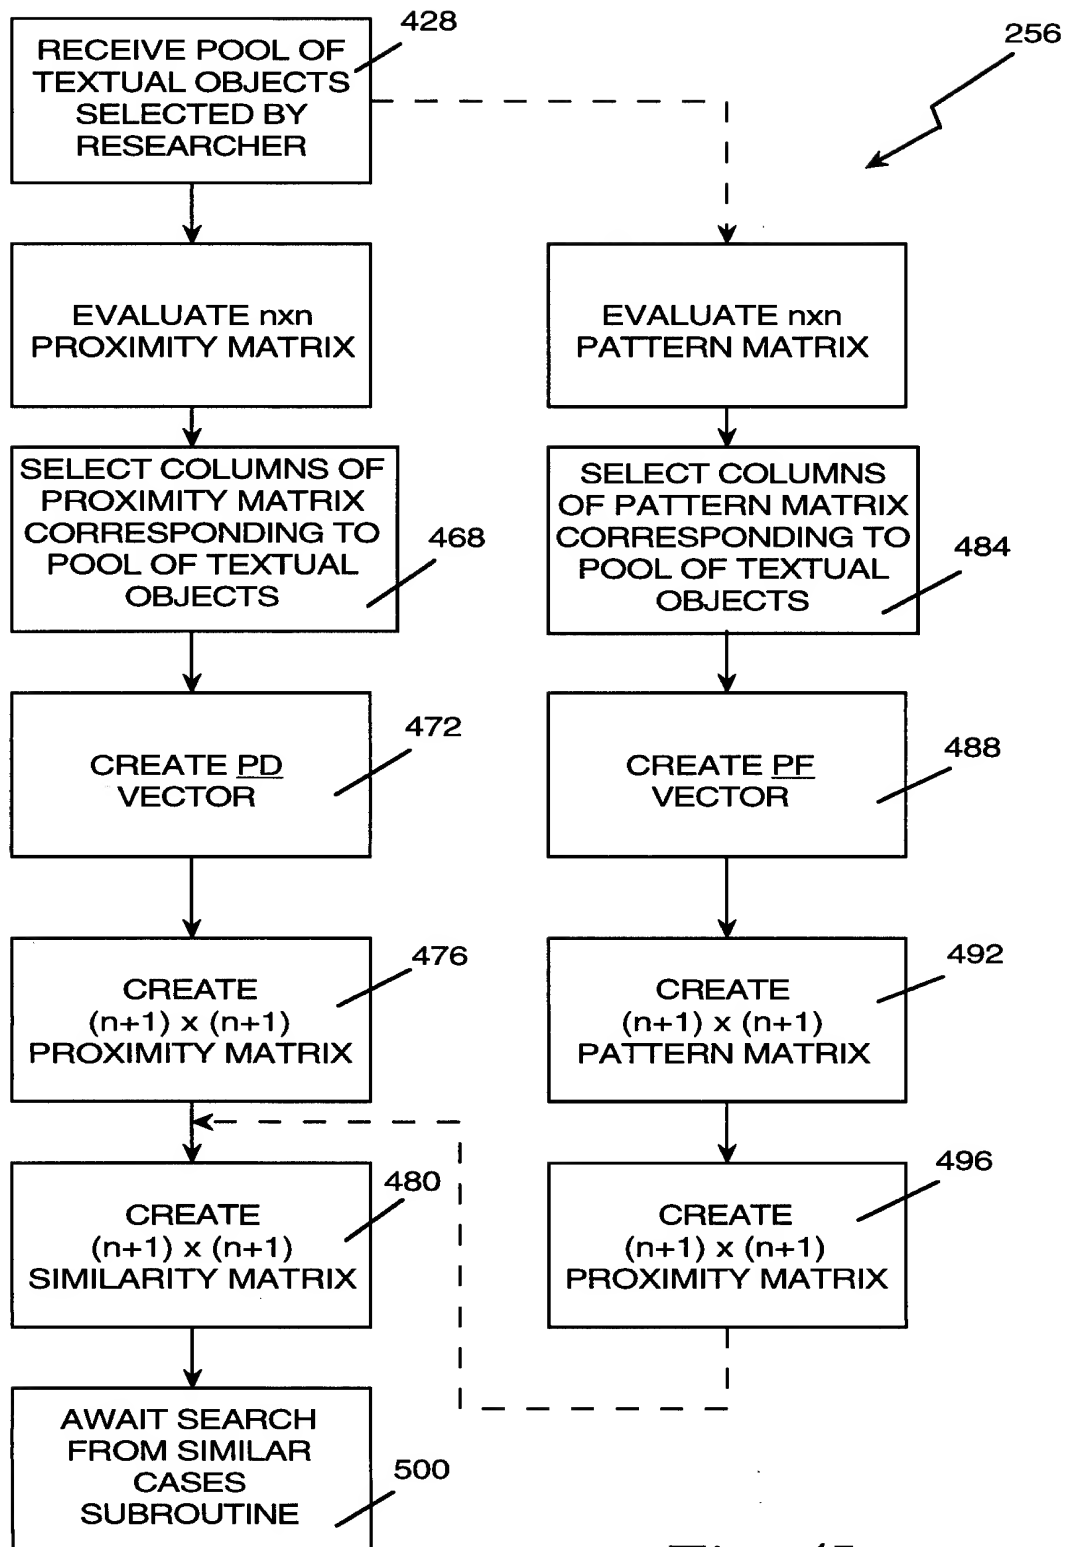 RECEIVE POOL OF
TEXTUAL OBJECTS
SELECTED BY
RESEARCHER
428
256
EVALUATE nxn
PROXIMITY MATRIX
EVALUATE nxn
PATTERN MATRIX
SELECT COLUMNS OF
PROXIMITY MATRIX
CORRESPONDING TO
POOL OF TEXTUAL
OBJECTS
468
SELECT COLUMNS
OF PATTERN MATRIX
CORRESPONDING TO
POOL OF TEXTUAL
OBJECTS
484
CREATE PD
VECTOR
472
CREATE PF
VECTOR
488
CREATE
(n+1) x (n+1)
PROXIMITY MATRIX
476
CREATE
(n+1) x (n+1)
PATTERN MATRIX
492
CREATE
(n+1) x (n+1)
SIMILARITY MATRIX
480
CREATE
(n+1) x (n+1)
PROXIMITY MATRIX
496
AWAIT SEARCH
FROM SIMILAR
CASES
SUBROUTINE
500